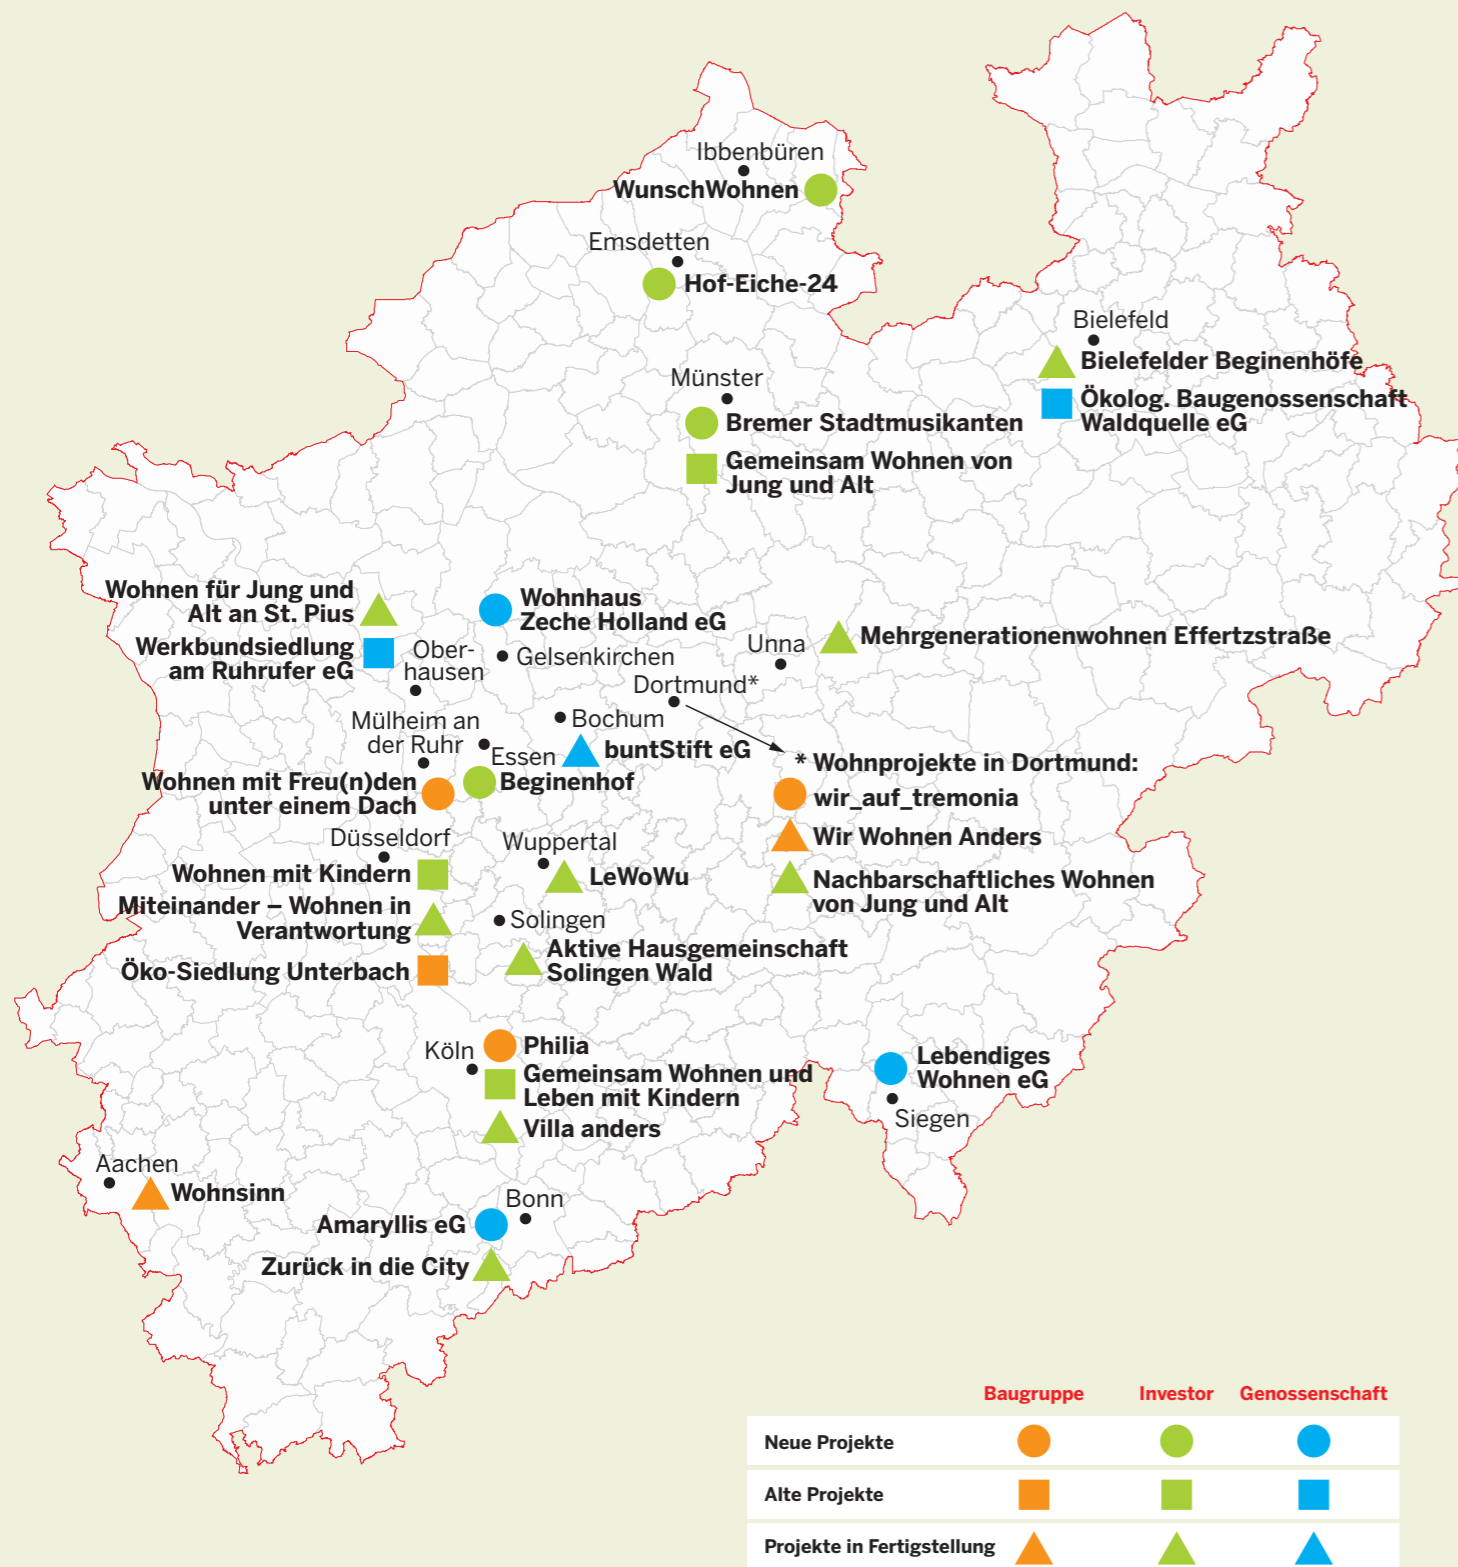 Ibbenbüren
WunschWohnen
Emsdetten
Hof-Eiche-24
Bielefeld
Bielefelder Beginenhöfe
Ökolog. Baugenossenschaft
Waldquelle eG
Münster
Bremer Stadtmusikanten
Gemeinsam Wohnen von
Jung und Alt
Wohnen für Jung und
Alt an St. Pius
Werkbundsiedlung
am Ruhrufer eG
Ober-
hausen
Wohnhaus
Zeche Holland eG
Gelsenkirchen
Unna
Mehrgenerationenwohnen Effertzstraße
Dortmund*
Bochum
buntStift eG
Mülheim an
der Ruhr
Essen
Beginenhof
Wohnen mit Freu(n)den
unter einem Dach
* Wohnprojekte in Dortmund:
wir_auf_tremonia
Wir Wohnen Anders
Nachbarschaftliches Wohnen
von Jung und Alt
Düsseldorf
Wohnen mit Kindern
Miteinander – Wohnen in
Verantwortung
Öko-Siedlung Unterbach
Wuppertal
LeWoWu
Solingen
Aktive Hausgemeinschaft
Solingen Wald
Köln
Philia
Gemeinsam Wohnen und
Leben mit Kindern
Villa anders
Lebendiges
Wohnen eG
Siegen
Aachen
Wohnsinn
Bonn
Amaryllis eG
Zurück in die City
Baugruppe Investor Genossenschaft
Neue Projekte
Alte Projekte
Projekte in Fertigstellung